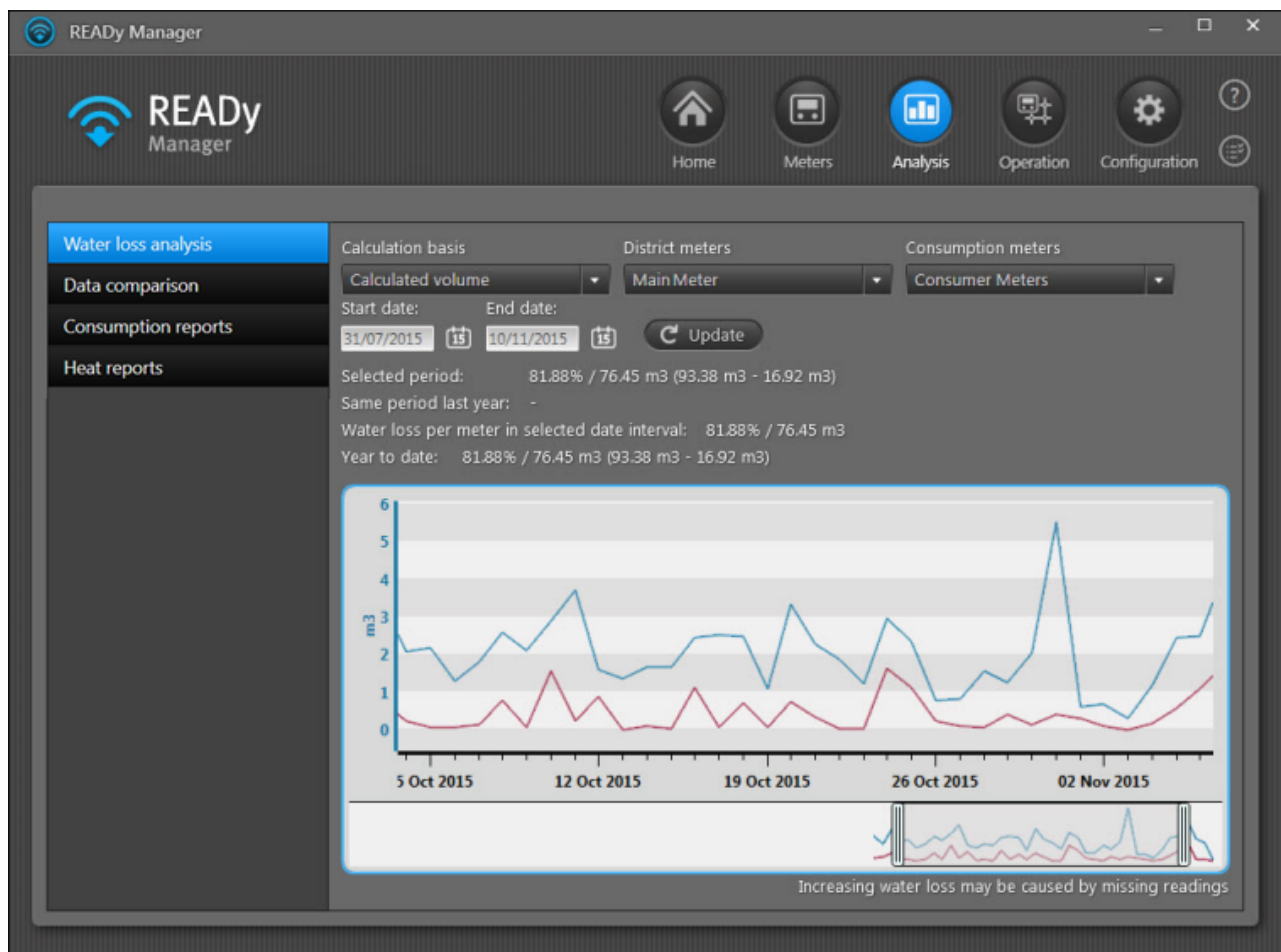 READy Manager
READy
Manager
Home Meters Analysis Operation Configuration
?
Water loss analysis
Data comparison
Consumption reports
Heat reports
Calculation basis District meters Consumption meters
Calculated volume Main Meter Consumer Meters
Start date: End date:
31/07/2015 15 10/11/2015 15 Update
Selected period: 81.88% / 76.45 m3 (93.38 m3 - 16.92 m3)
Same period last year: -
Water loss per meter in selected date interval: 81.88% / 76.45 m3
Year to date: 81.88% / 76.45 m3 (93.38 m3 - 16.92 m3)
6
5
4
3
2
1
0
m3
5 Oct 2015 12 Oct 2015 19 Oct 2015 26 Oct 2015 02 Nov 2015
Increasing water loss may be caused by missing readings